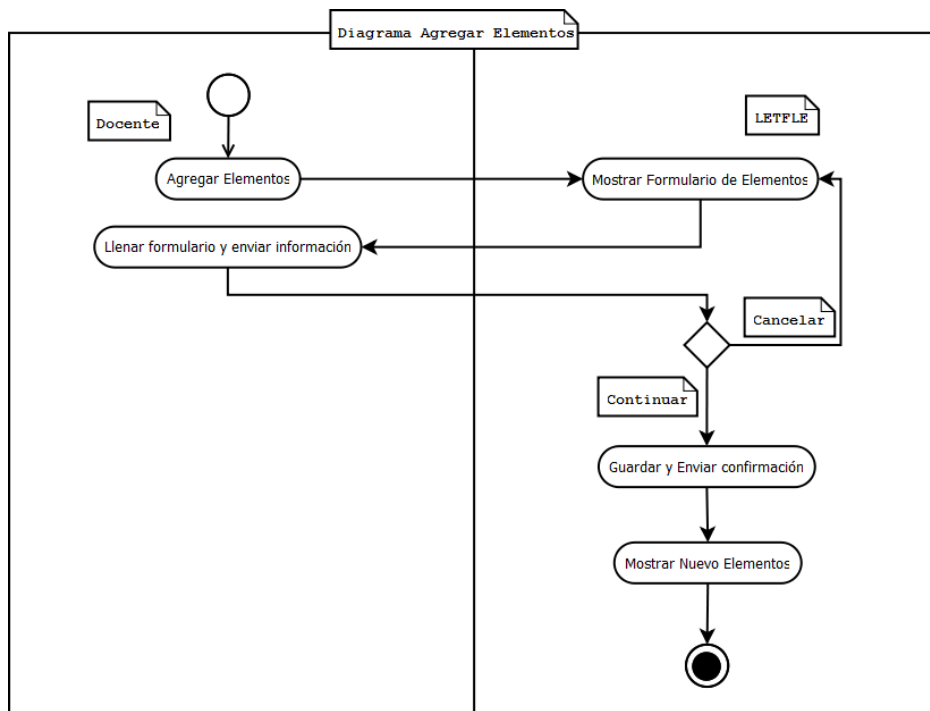 Diagrama Agregar Elementos
Docente
LETFLE
Agregar Elementos
Mostrar Formulario de Elementos
Llenar formulario y enviar información
Cancelar
Continuar
Guardar y Enviar confirmación
Mostrar Nuevo Elementos